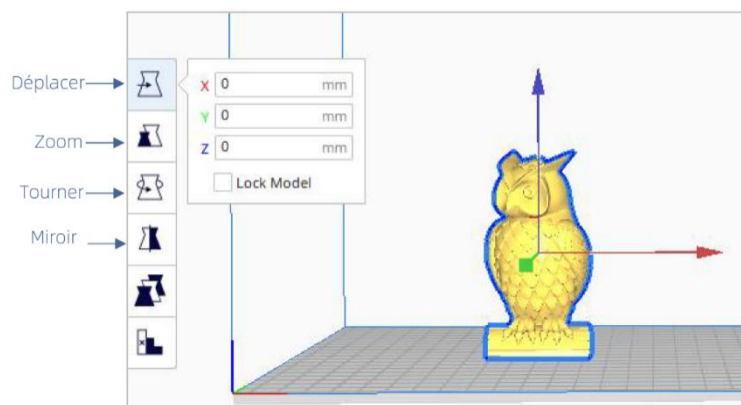 Déplacer
X 0 mm
Y 0 mm
Zoom
Z 0 mm
Tourner
Lock Model
Miroir